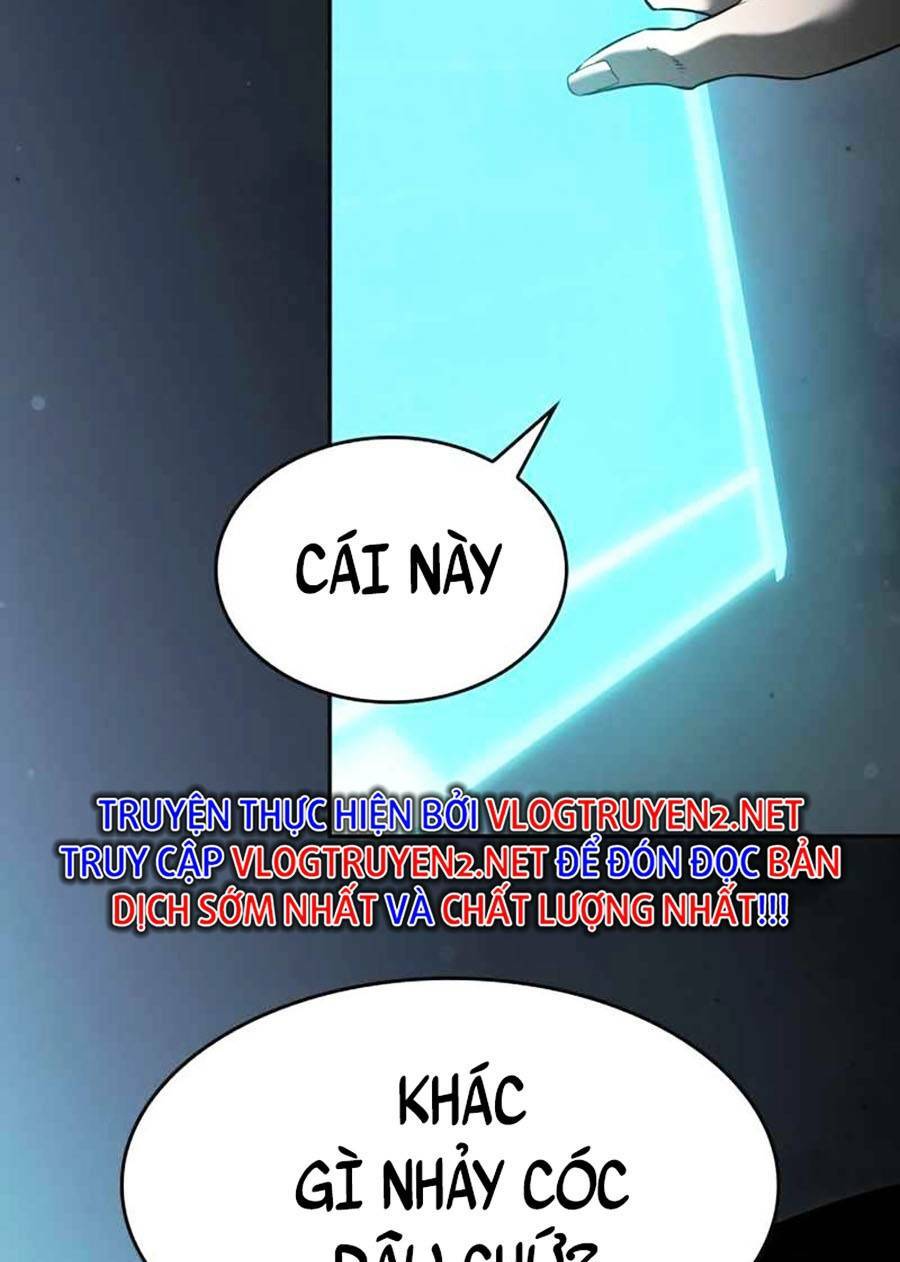 CÁI NÀY
TRUYỆN THỰC HIỆN BỞI VLOGTRUYEN2.NET
TRUY CẬP VLOGTRUYEN2.NET ĐỂ ĐÓN ĐỌC BẢN
DỊCH SỚM NHẤT VÀ CHẤT LƯỢNG NHẤT!!!
KHÁC
GÌ NHẢY CÓC